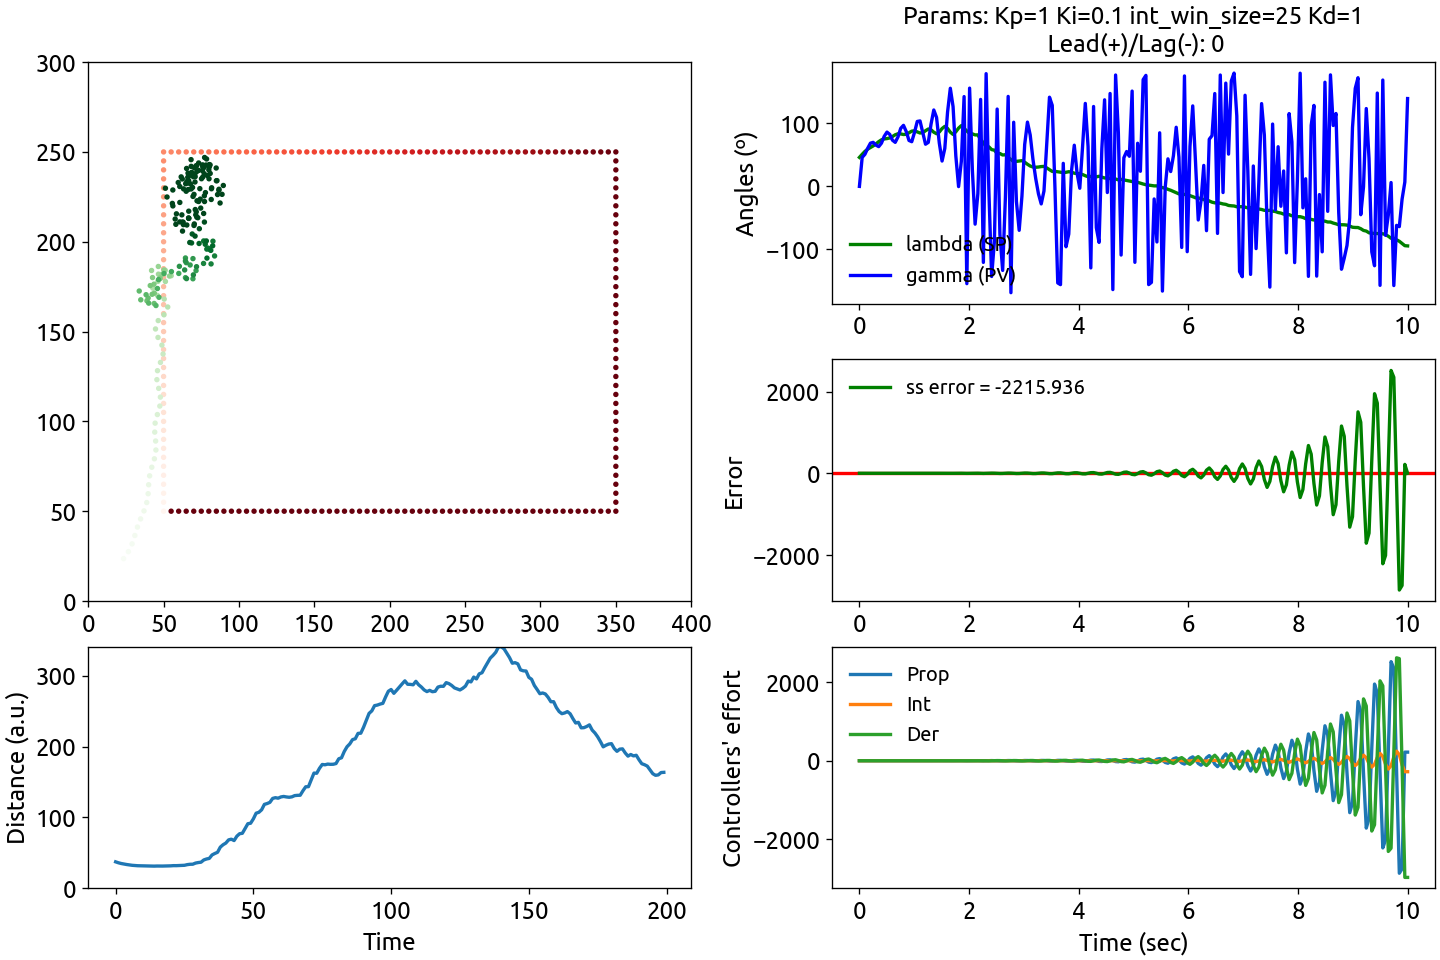 Params: Kp=1 Ki=0.1 int_win_size=25 Kd=1
Lead(+)/Lag(-): 0
300
250
200
150
100
50
0
0 50 100 150 200 250 300 350 400
Angles (º)
100
0
−100
lambda (SP)
gamma (PV)
0 2 4 6 8 10
Error
2000
0
−2000
ss error = -2215.936
0 2 4 6 8 10
Distance (a.u.)
300
200
100
0
0 50 100 150 200
Time
Controllers' effort
2000
0
−2000
Prop
Int
Der
0 2 4 6 8 10
Time (sec)